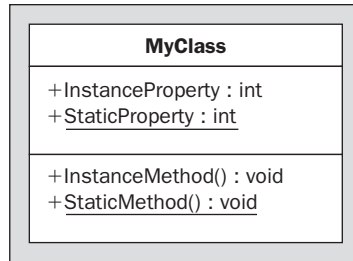 MyClass
+InstanceProperty : int
+StaticProperty : int
+InstanceMethod() : void
+StaticMethod() : void